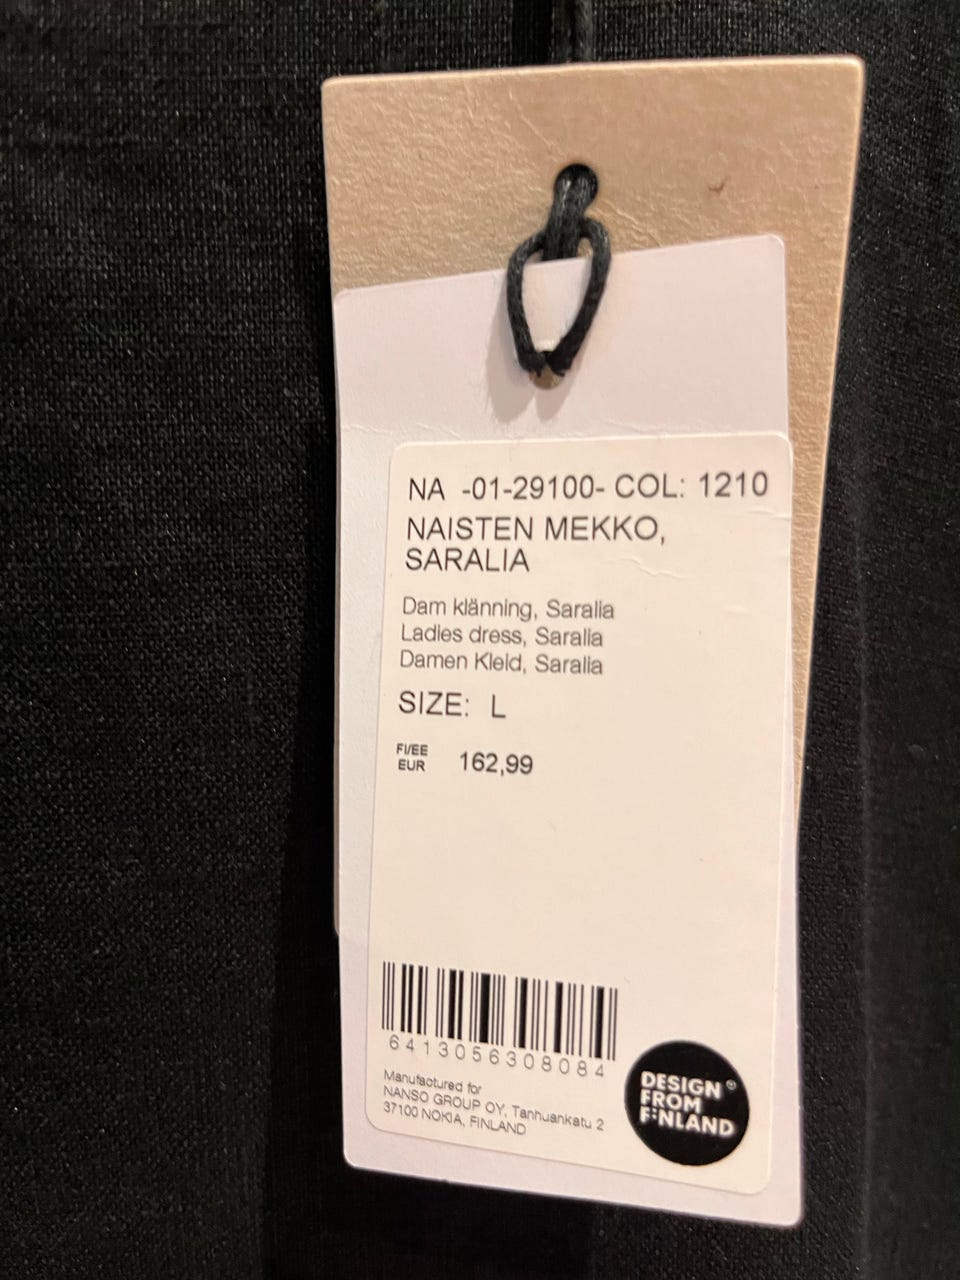 NA -01-29100- COL: 1210
NAISTEN MEKKO,
SARALIA
Dam klänning, Saralia
Ladies dress, Saralia
Damen Kleid, Saralia
SIZE: L
FI/EE
EUR 162,99
6413056308084
Manufactured for
NANSO GROUP OY, Tanhuankatu 2
37100 NOKIA, FINLAND
DESIGN®
FROM
FINLAND